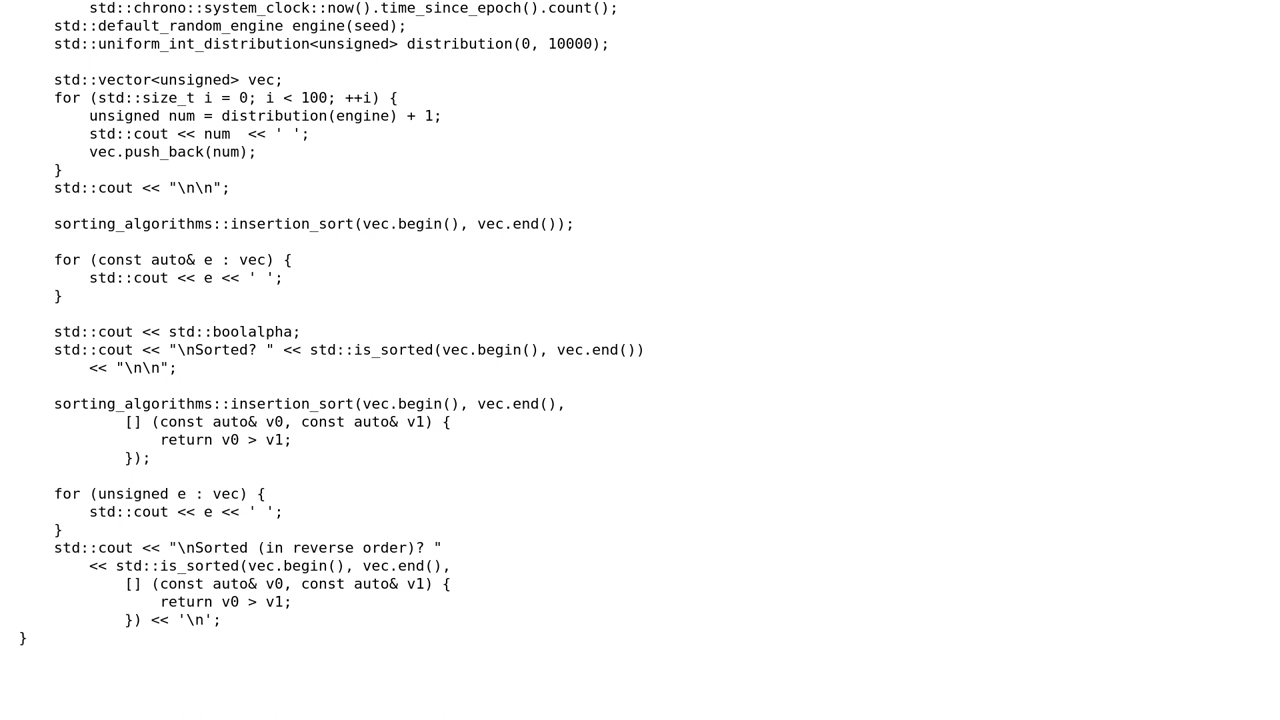 std::chrono::system_clock::now().time_since_epoch().count();
    std::default_random_engine engine(seed);
    std::uniform_int_distribution<unsigned> distribution(0, 10000);

    std::vector<unsigned> vec;
    for (std::size_t i = 0; i < 100; ++i) {
        unsigned num = distribution(engine) + 1;
        std::cout << num  << ' ';
        vec.push_back(num);
    }
    std::cout << "\n\n";

    sorting_algorithms::insertion_sort(vec.begin(), vec.end());

    for (const auto& e : vec) {
        std::cout << e << ' ';
    }

    std::cout << std::boolalpha;
    std::cout << "\nSorted? " << std::is_sorted(vec.begin(), vec.end())
        << "\n\n";

    sorting_algorithms::insertion_sort(vec.begin(), vec.end(),
            [] (const auto& v0, const auto& v1) {
                return v0 > v1;
            });

    for (unsigned e : vec) {
        std::cout << e << ' ';
    }
    std::cout << "\nSorted (in reverse order)? "
        << std::is_sorted(vec.begin(), vec.end(),
            [] (const auto& v0, const auto& v1) {
                return v0 > v1;
            }) << '\n';
}